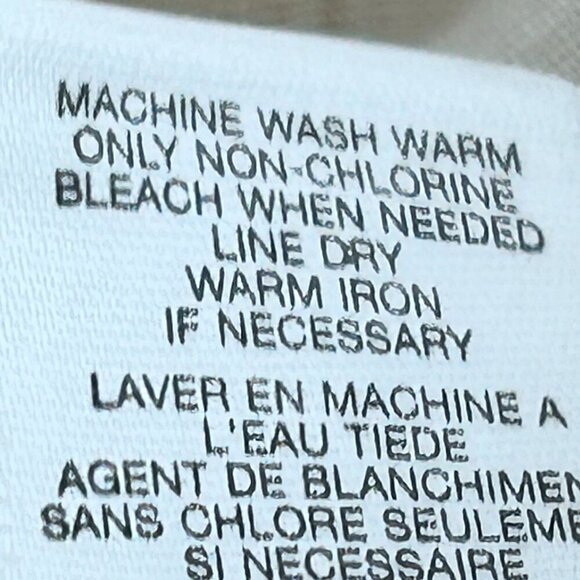 MACHINE WASH WARM
ONLY NON-CHLORINE
BLEACH WHEN NEEDED
LINE DRY
WARM IRON
IF NECESSARY
LAVER EN MACHINE A
L'EAU TIEDE
AGENT DE BLANCHIMEN
SANS CHLORE SEULEME
SI NECESSAIRE